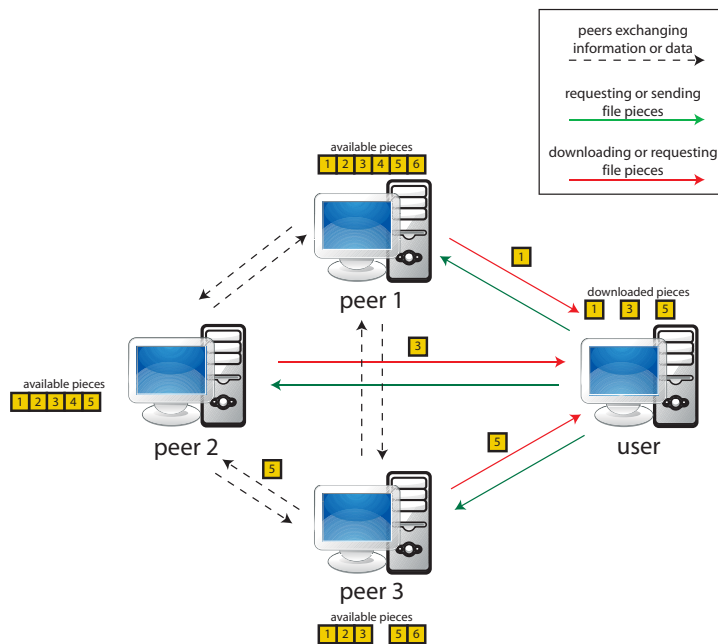 peers exchanging
information or data
requesting or sending
file pieces
downloading or requesting
file pieces
available pieces
1 2 3 4 5 6
peer 1
1
downloaded pieces
1 3 5
user
3
available pieces
1 2 3 4 5
peer 2
5
5
peer 3
available pieces
1 2 3 5 6